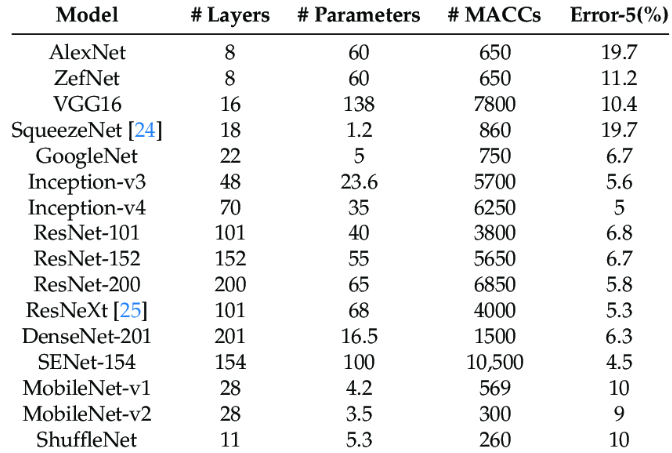 Model # Layers # Parameters # MACCs Error-5(%)
AlexNet 8 60 650 19.7
ZefNet 8 60 650 11.2
VGG16 16 138 7800 10.4
SqueezeNet [24] 18 1.2 860 19.7
GoogleNet 22 5 750 6.7
Inception-v3 48 23.6 5700 5.6
Inception-v4 70 35 6250 5
ResNet-101 101 40 3800 6.8
ResNet-152 152 55 5650 6.7
ResNet-200 200 65 6850 5.8
ResNeXt [25] 101 68 4000 5.3
DenseNet-201 201 16.5 1500 6.3
SENet-154 154 100 10,500 4.5
MobileNet-v1 28 4.2 569 10
MobileNet-v2 28 3.5 300 9
ShuffleNet 11 5.3 260 10